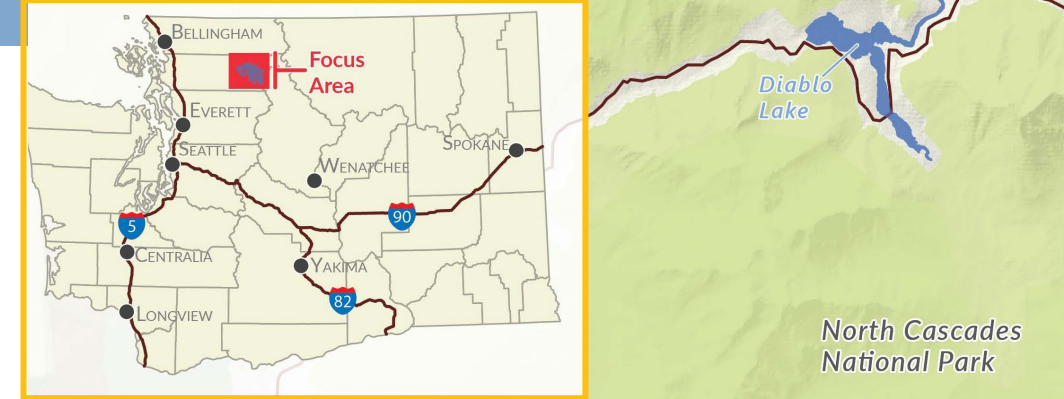 BELLINGHAM
Focus
Area
EVERETT
SEATTLE
WENATCHEE
SPOKANE
90
5
CENTRALIA
YAKIMA
82
LONGVIEW
Diablo
Lake
North Cascades
National Park